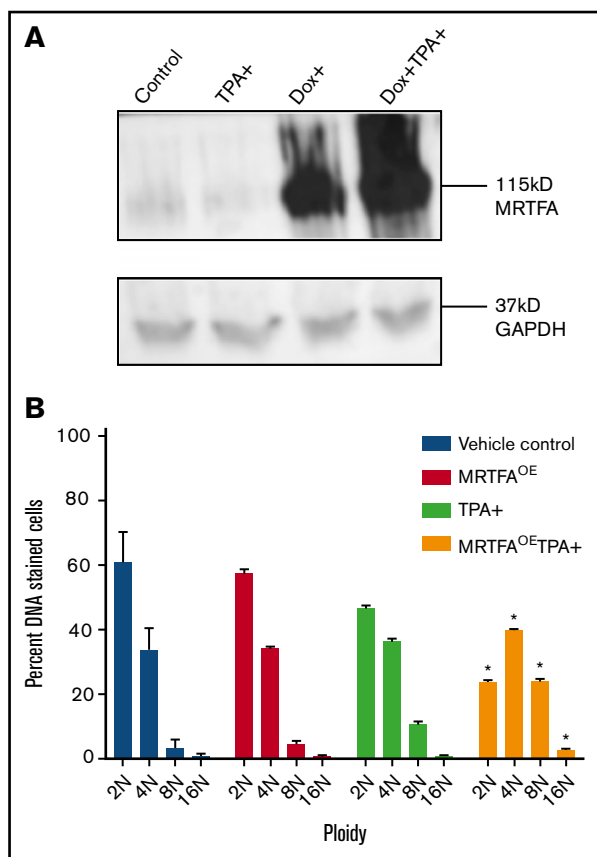 A
Control TPA+ Dox+ Dox+TPA+
115kD
MRTFA
37kD
GAPDH
B
100
80
60
40
20
0
Percent DNA stained cells
Vehicle control
MRTFA^OE
TPA+
MRTFA^OE TPA+
* * * *
2N 4N 8N 16N 2N 4N 8N 16N 2N 4N 8N 16N 2N 4N 8N 16N
Ploidy